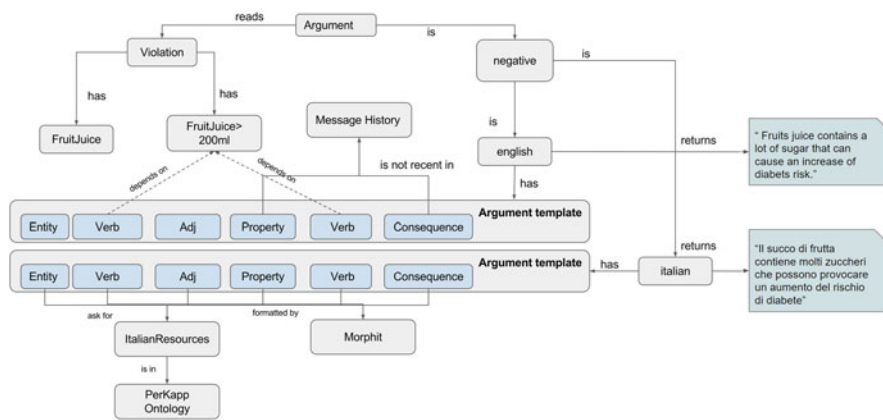 reads
Argument
is
Violation
negative
is
has
has
is
FruitJuice
FruitJuice>
200ml
Message History
english
returns
“ Fruits juice contains a
lot of sugar that can
cause an increase of
diabets risk.”
depends on
depends on
is not recent in
has
Argument template
Entity
Verb
Adj
Property
Verb
Consequence
Argument template
Entity
Verb
Adj
Property
Verb
Consequence
has
italian
returns
“Il succo di frutta
contiene molti zuccheri
che possono provocare
un aumento del rischio
di diabete”
ask for
formatted by
ItalianResources
Morphit
is in
PerKapp
Ontology